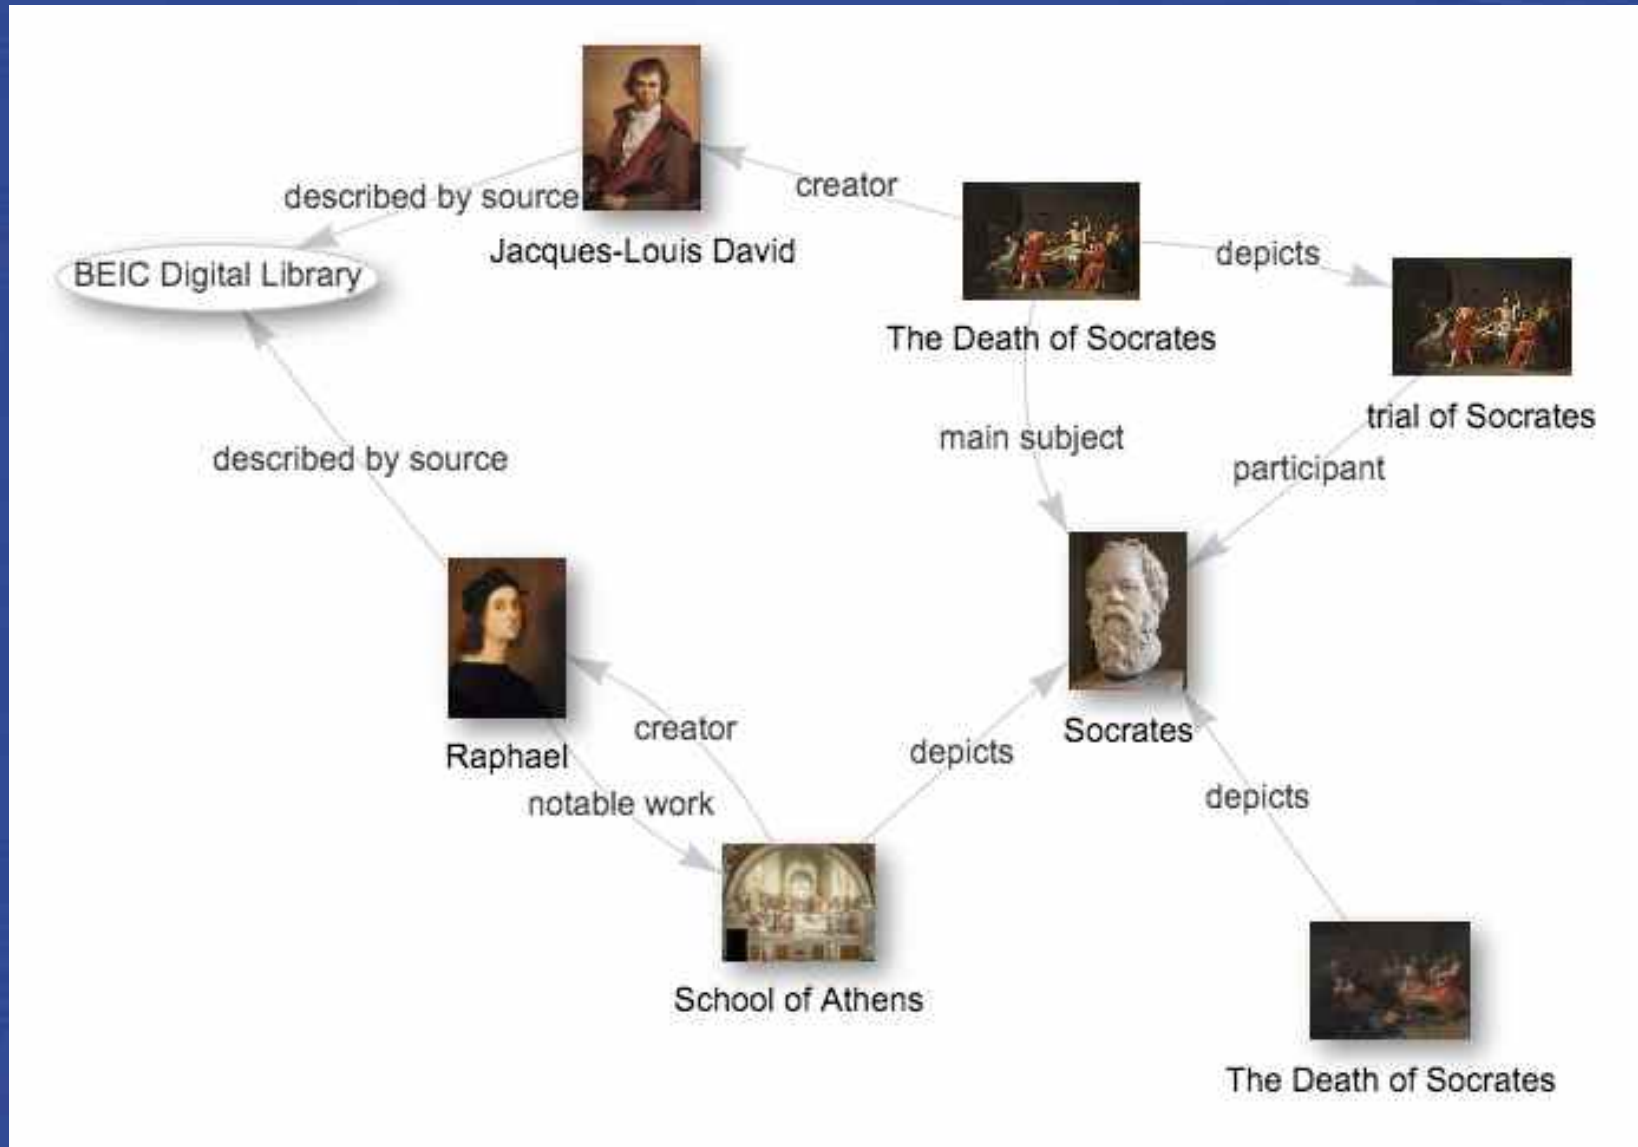 creator
described by source
Jacques-Louis David
depicts
BEIC Digital Library
The Death of Socrates
trial of Socrates
main subject
described by source
participant
creator
Socrates
depicts
Raphael
notable work
depicts
School of Athens
The Death of Socrates